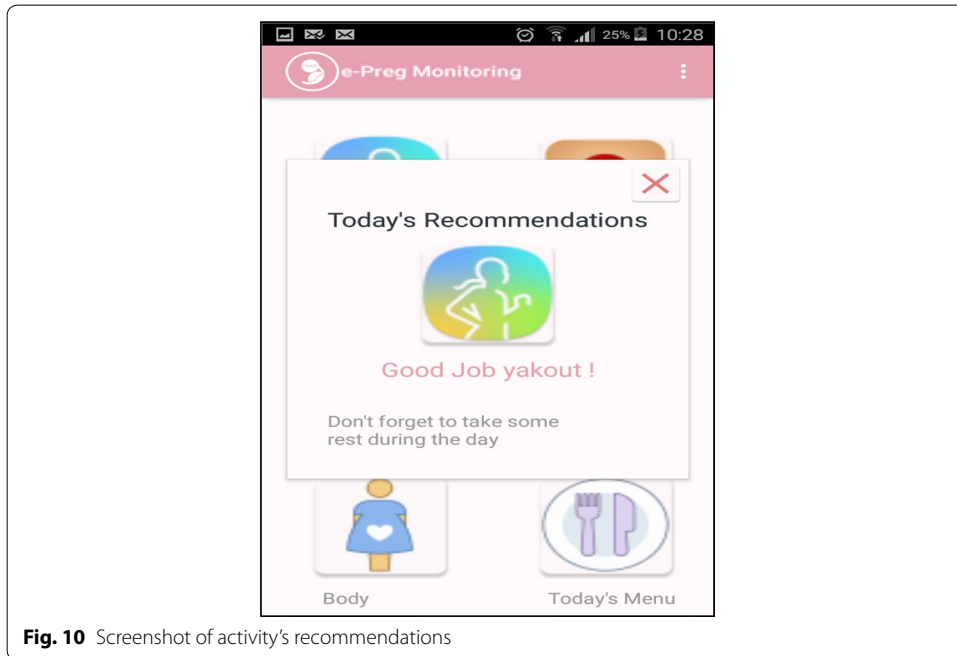 25% 10:28
e-Preg Monitoring
Today's Recommendations
Good Job yakout !
Don't forget to take some
rest during the day
Body Today's Menu
Fig. 10 Screenshot of activity's recommendations